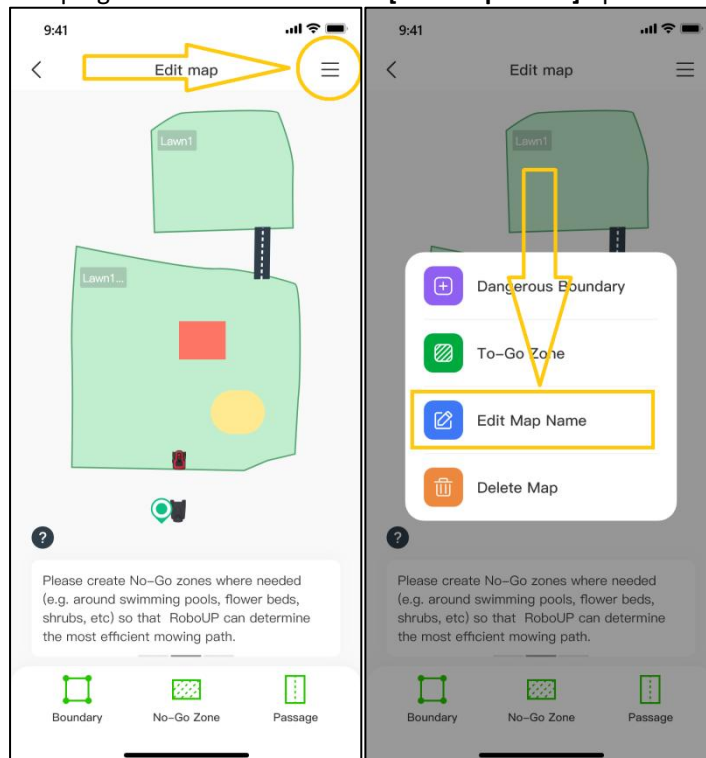 9:41
Edit map
Lawn1
Lawn1...
?
Please create No-Go zones where needed
(e.g. around swimming pools, flower beds,
shrubs, etc) so that RoboUP can determine
the most efficient mowing path.
Boundary No-Go Zone Passage
9:41
Edit map
Lawn1
Dangerous Boundary
To-Go Zone
Edit Map Name
Delete Map
?
Please create No-Go zones where needed
(e.g. around swimming pools, flower beds,
shrubs, etc) so that RoboUP can determine
the most efficient mowing path.
Boundary No-Go Zone Passage